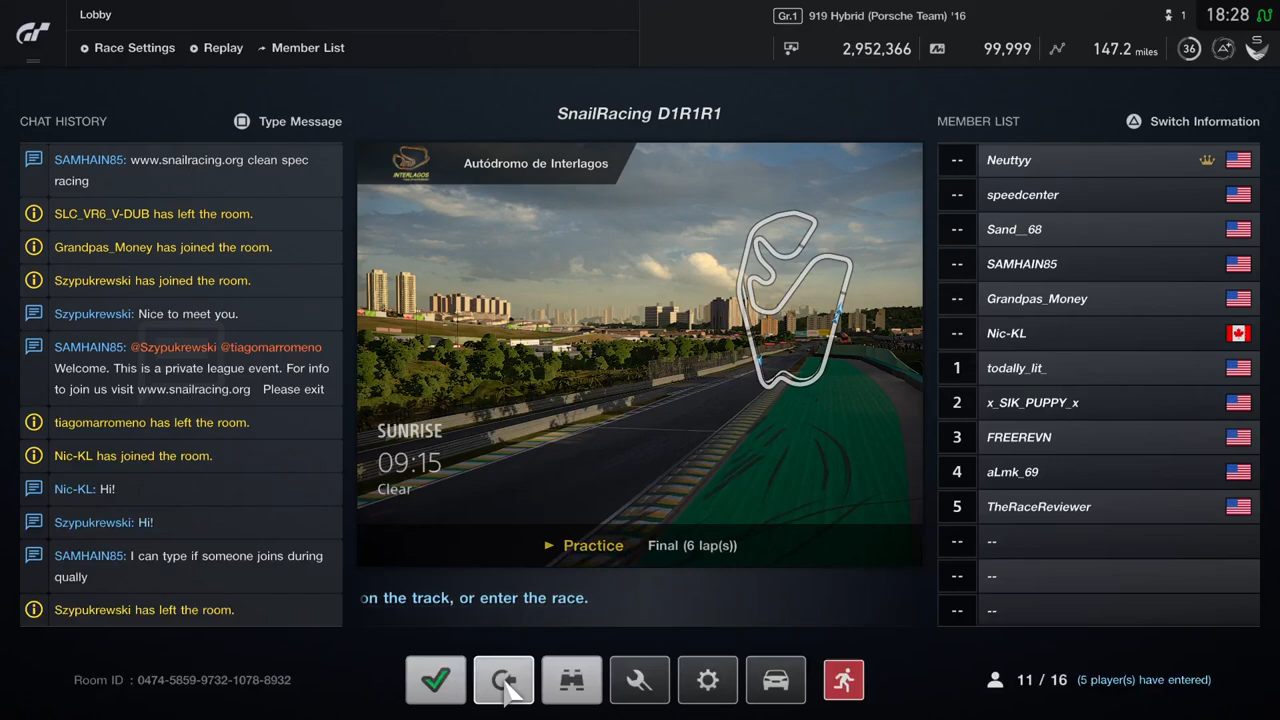 Lobby
Gr.1 919 Hybrid (Porsche Team) '16
1
18:28
Race Settings Replay Member List
2,952,366 99,999 147.2 miles 36 A+ S
SnailRacing D1R1R1
CHAT HISTORY
Type Message
SAMHAIN85: www.snailracing.org clean spec
racing
SLC_VR6_V-DUB has left the room.
Grandpas_Money has joined the room.
Szypukrewski has joined the room.
Szypukrewski: Nice to meet you.
SAMHAIN85: @Szypukrewski @tiagomarromeno
Welcome. This is a private league event. For info
to join us visit www.snailracing.org Please exit
tiagomarromeno has left the room.
Nic-KL has joined the room.
Nic-KL: Hi!
Szypukrewski: Hi!
SAMHAIN85: I can type if someone joins during
qually
Szypukrewski has left the room.
INTERLAGOS
Autódromo de Interlagos
SUNRISE
09:15
Clear
Practice Final (6 lap(s))
on the track, or enter the race.
MEMBER LIST
Switch Information
-- Neuttyy
-- speedcenter
-- Sand__68
-- SAMHAIN85
-- Grandpas_Money
-- Nic-KL
1 todally_lit_
2 x_SIK_PUPPY_x
3 FREEREVN
4 aLmk_69
5 TheRaceReviewer
-- --
-- --
-- --
Room ID : 0474-5859-9732-1078-8932
11 / 16 (5 player(s) have entered)